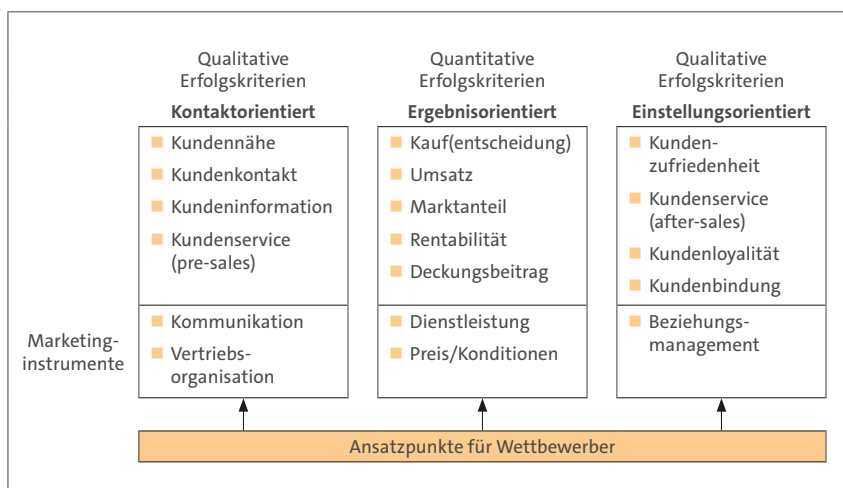 Qualitative
Erfolgskriterien
Kontaktorientiert
Kundennähe
Kundenkontakt
Kundeninformation
Kundenservice
(pre-sales)
Quantitative
Erfolgskriterien
Ergebnisorientiert
Kauf(entscheidung)
Umsatz
Marktanteil
Rentabilität
Deckungsbeitrag
Qualitative
Erfolgskriterien
Einstellungsorientiert
Kunden-
zufriedenheit
Kundenservice
(after-sales)
Kundenloyalität
Kundenbindung
Marketing-
instrumente
Kommunikation
Vertriebs-
organisation
Dienstleistung
Preis/Konditionen
Beziehungs-
management
Ansatzpunkte für Wettbewerber